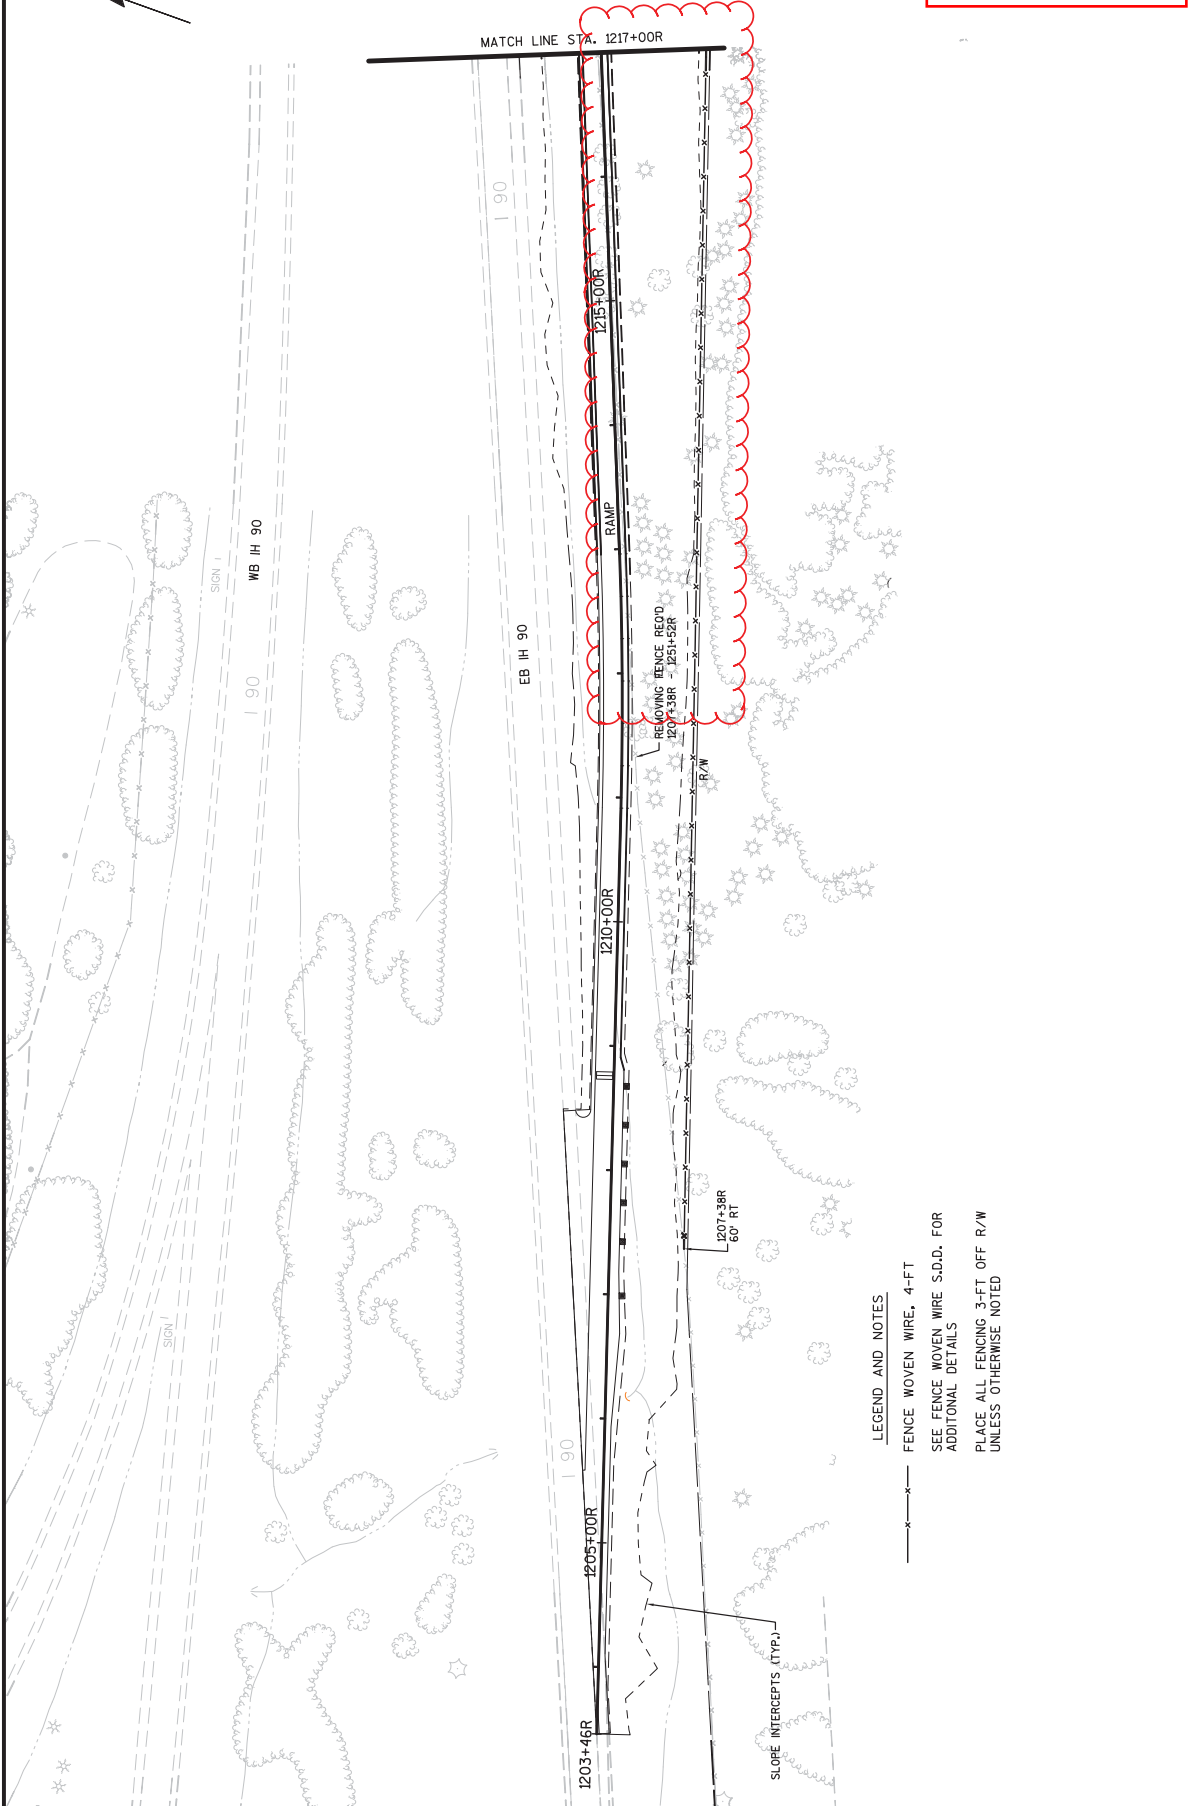 MATCH LINE STA. 1217+00R
I 90
1215+00R
RAMP
WB IH 90
SIGN
EB IH 90
REMOVING FENCE REQ'D
1207+38R - 1251+52R
I 90
R/W
1210+00R
1207+38R
60' RT
SIGN
I 90
1205+00R
1203+46R
SLOPE INTERCEPTS (TYP.)
LEGEND AND NOTES
FENCE WOVEN WIRE, 4-FT
SEE FENCE WOVEN WIRE S.D.D. FOR
ADDITONAL DETAILS
PLACE ALL FENCING 3-FT OFF R/W
UNLESS OTHERWISE NOTED